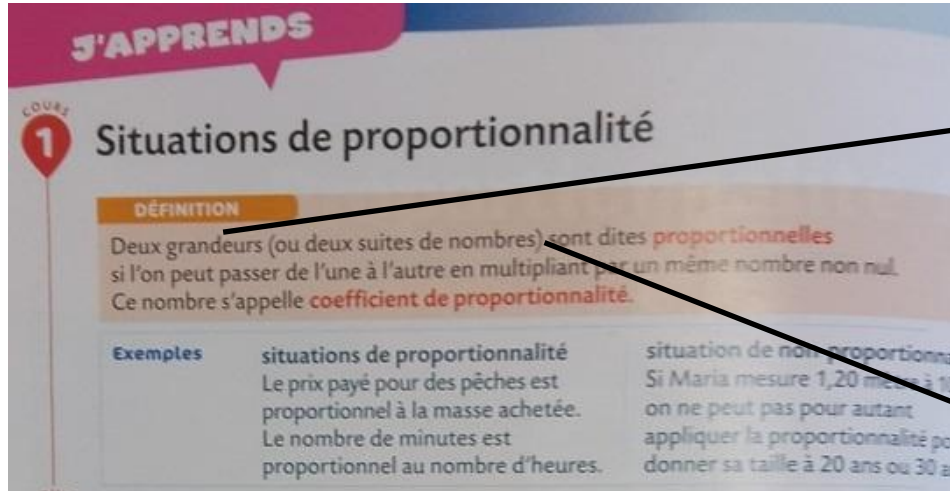 J'APPRENDS
COURS
1
Situations de proportionnalité
DÉFINITION
Deux grandeurs (ou deux suites de nombres) sont dites proportionnelles
si l'on peut passer de l'une à l'autre en multipliant par un même nombre non nul.
Ce nombre s'appelle coefficient de proportionnalité.
Exemples
situations de proportionnalité
Le prix payé pour des pêches est
proportionnel à la masse achetée.
Le nombre de minutes est
proportionnel au nombre d'heures.
situation de non-
Si Maria mesure 1,20 mètre à
on ne peut pas pour autant
appliquer la proportionnalité
donner sa taille à 20 ans ou 30